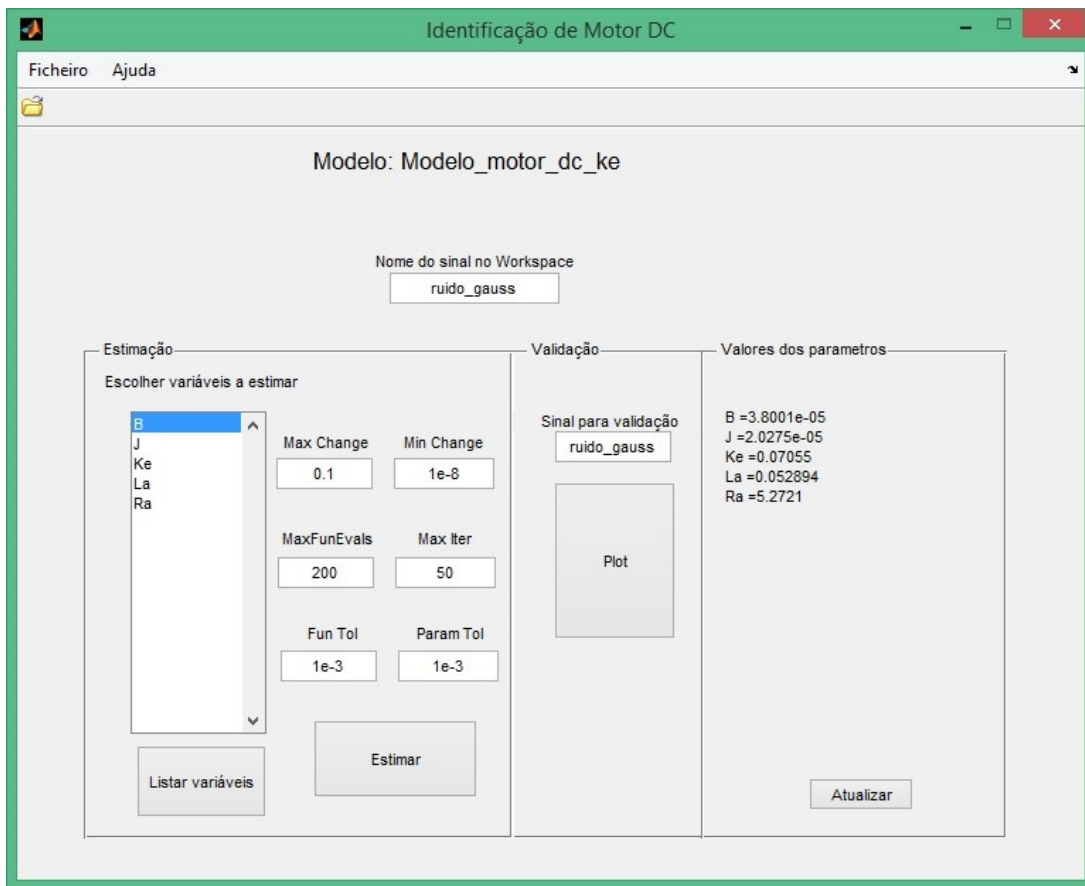 Identificação de Motor DC
Ficheiro Ajuda
Modelo: Modelo_motor_dc_ke
Nome do sinal no Workspace
ruido_gauss
Estimação
Escolher variáveis a estimar
B
J
Ke
La
Ra
Max Change Min Change
0.1 1e-8
MaxFunEvals Max Iter
200 50
Fun Tol Param Tol
1e-3 1e-3
Listar variáveis
Estimar
Validação
Sinal para validação
ruido_gauss
Plot
Valores dos parametros
B =3.8001e-05
J =2.0275e-05
Ke =0.07055
La =0.052894
Ra =5.2721
Atualizar